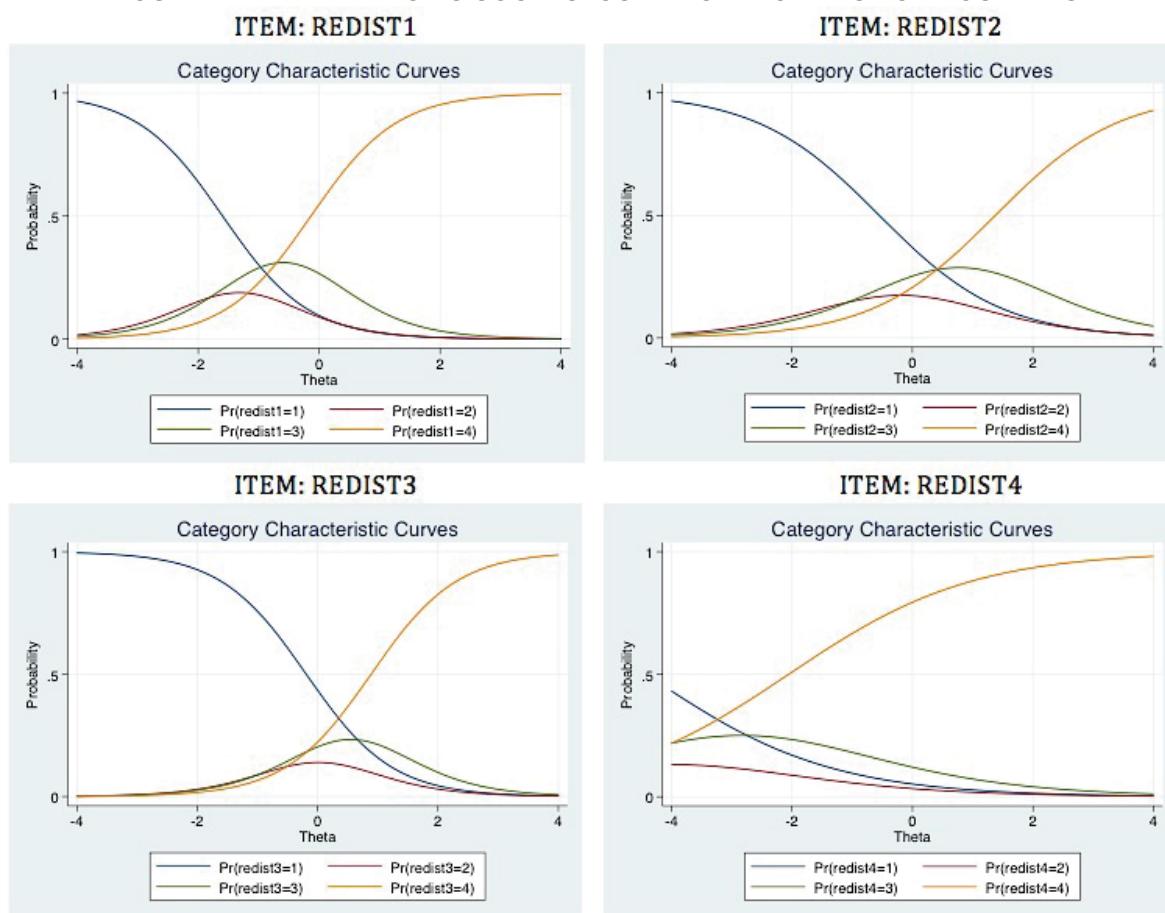 ITEM: REDIST1
Category Characteristic Curves
1
.5
0
Probability
-4 -2 0 2 4
Theta
Pr(redist1=1) Pr(redist1=2)
Pr(redist1=3) Pr(redist1=4)
ITEM: REDIST2
Category Characteristic Curves
1
.5
0
Probability
-4 -2 0 2 4
Theta
Pr(redist2=1) Pr(redist2=2)
Pr(redist2=3) Pr(redist2=4)
ITEM: REDIST3
Category Characteristic Curves
1
.5
0
Probability
-4 -2 0 2 4
Theta
Pr(redist3=1) Pr(redist3=2)
Pr(redist3=3) Pr(redist3=4)
ITEM: REDIST4
Category Characteristic Curves
1
.5
0
Probability
-4 -2 0 2 4
Theta
Pr(redist4=1) Pr(redist4=2)
Pr(redist4=3) Pr(redist4=4)